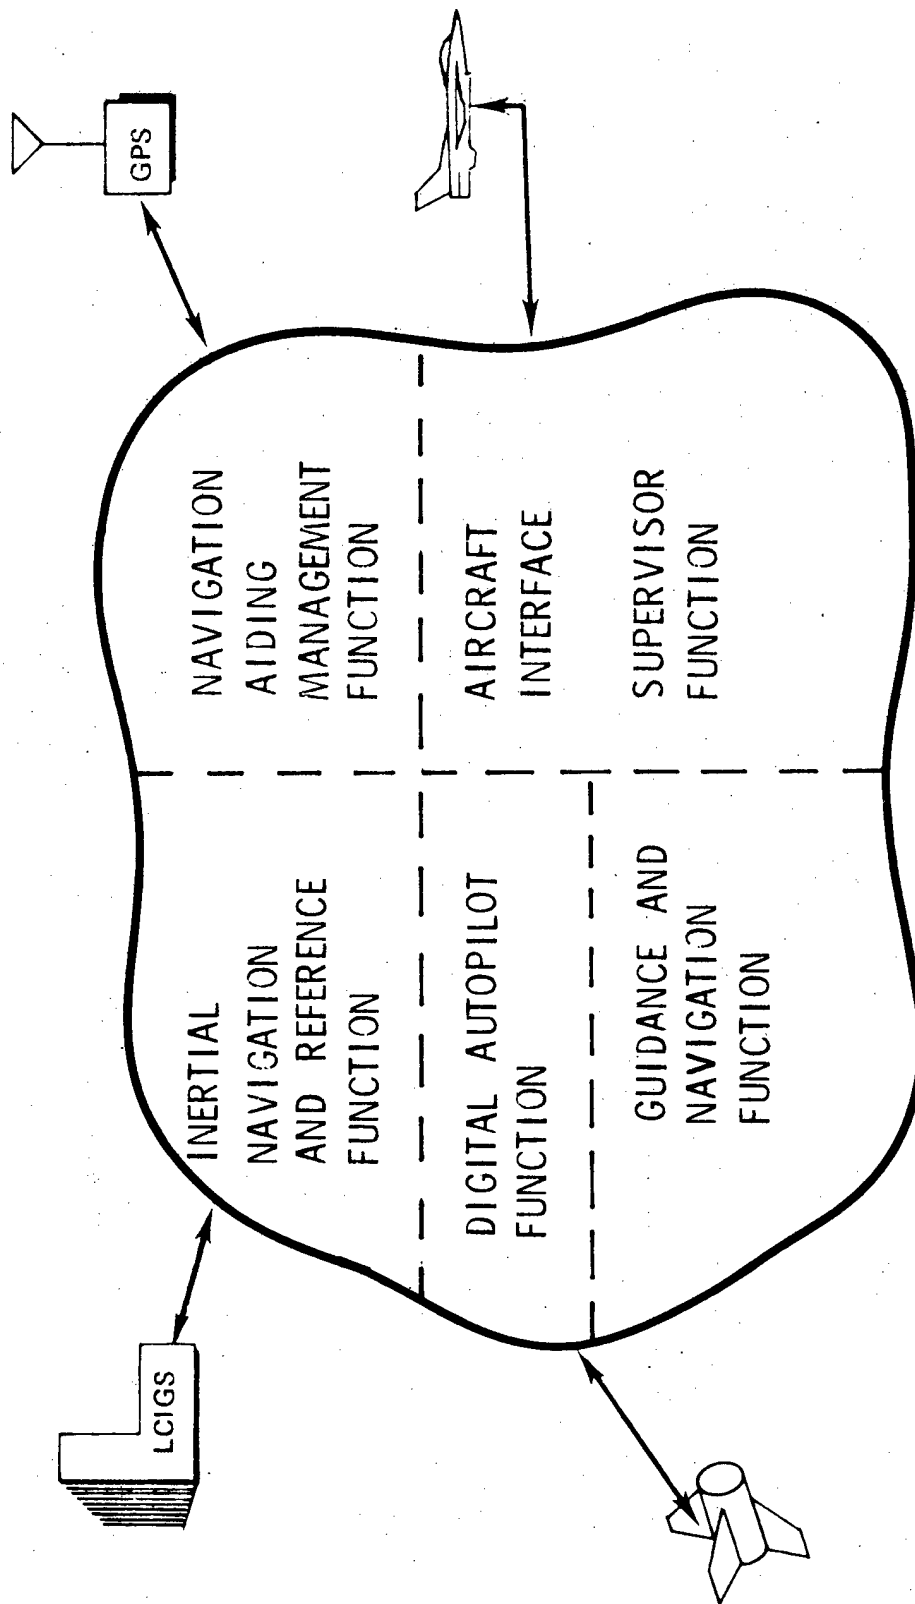 LCIGS
GPS
INERTIAL
NAVIGATION
AND REFERENCE
FUNCTION
NAVIGATION
AIDING
MANAGEMENT
FUNCTION
DIGITAL AUTOPILOT
FUNCTION
AIRCRAFT
INTERFACE
GUIDANCE AND
NAVIGATION
FUNCTION
SUPERVISOR
FUNCTION